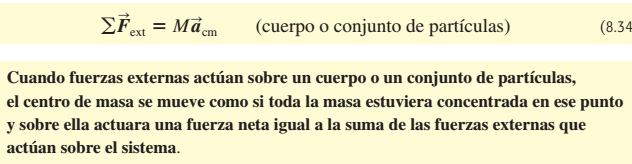 ∑F⃗ext = Ma⃗cm (cuerpo o conjunto de partículas) (8.34
Cuando fuerzas externas actúan sobre un cuerpo o un conjunto de partículas,
el centro de masa se mueve como si toda la masa estuviera concentrada en ese punto
y sobre ella actuara una fuerza neta igual a la suma de las fuerzas externas que
actúan sobre el sistema.